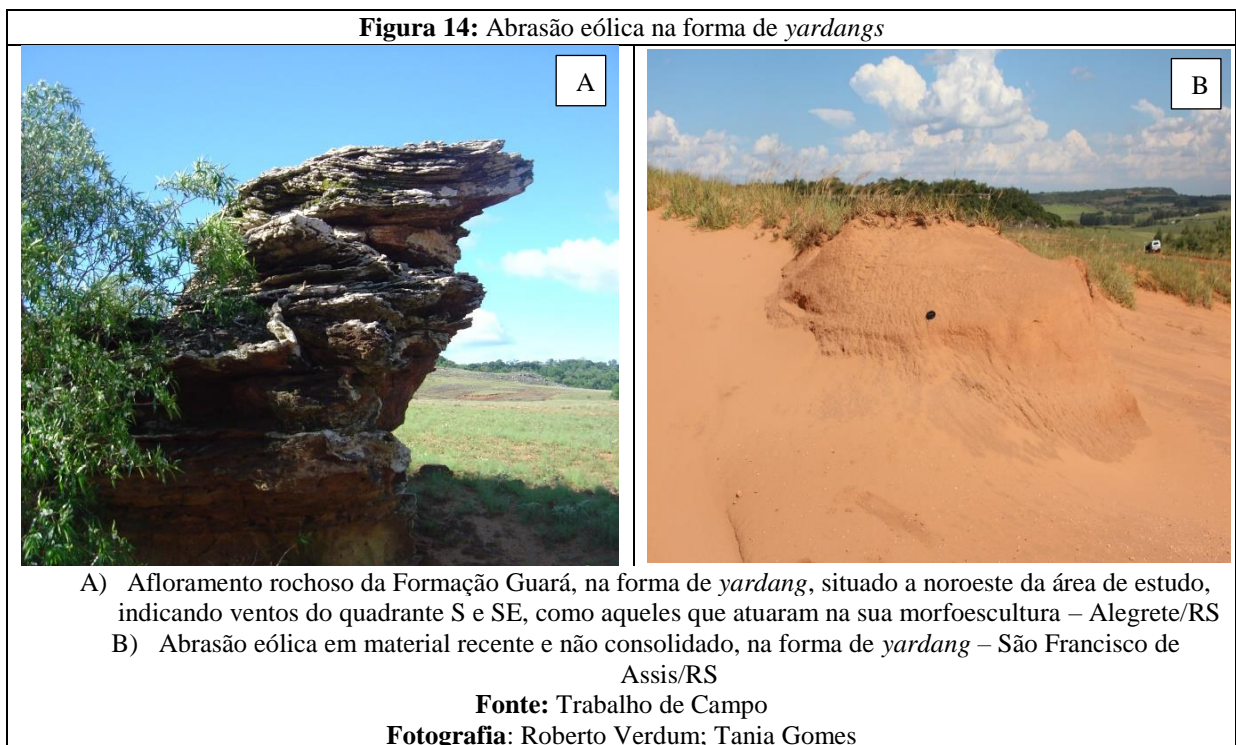 Figura 14: Abrasão eólica na forma de yardangs
A
B
A) Afloramento rochoso da Formação Guará, na forma de yardang, situado a noroeste da área de estudo,
indicando ventos do quadrante S e SE, como aqueles que atuaram na sua morfoescultura – Alegrete/RS
B) Abrasão eólica em material recente e não consolidado, na forma de yardang – São Francisco de
Assis/RS
Fonte: Trabalho de Campo
Fotografia: Roberto Verdum; Tania Gomes